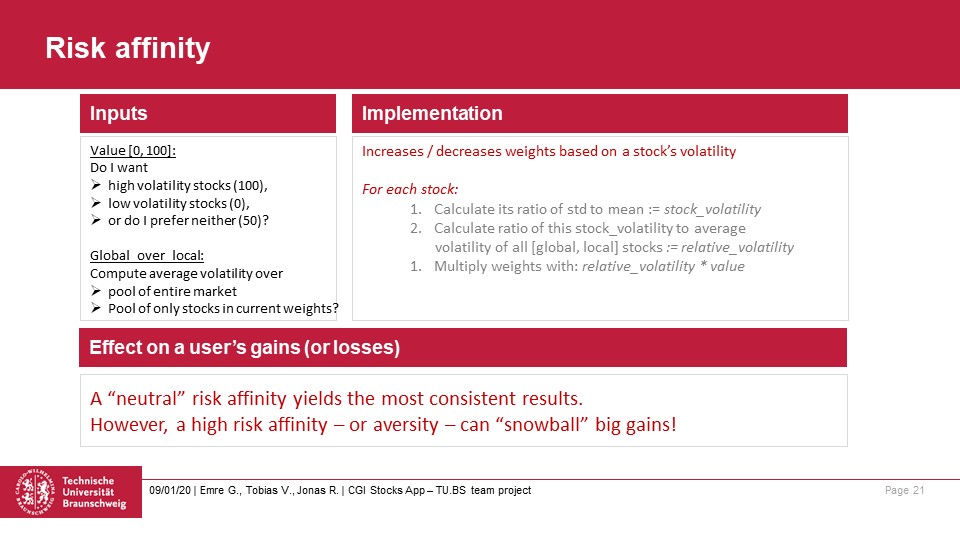 Risk affinity
Inputs
Value [0, 100]:
Do I want
➢ high volatility stocks (100),
➢ low volatility stocks (0),
➢ or do I prefer neither (50)?
Global_over_local:
Compute average volatility over
➢ pool of entire market
➢ Pool of only stocks in current weights?
Implementation
Increases / decreases weights based on a stock’s volatility
For each stock:
1. Calculate its ratio of std to mean := stock_volatility
2. Calculate ratio of this stock_volatility to average
volatility of all [global, local] stocks := relative_volatility
1. Multiply weights with: relative_volatility * value
Effect on a user’s gains (or losses)
A “neutral” risk affinity yields the most consistent results.
However, a high risk affinity – or aversity – can “snowball” big gains!
Technische
Universität
Braunschweig
09/01/20 | Emre G., Tobias V., Jonas R. | CGI Stocks App – TU.BS team project
Page 21